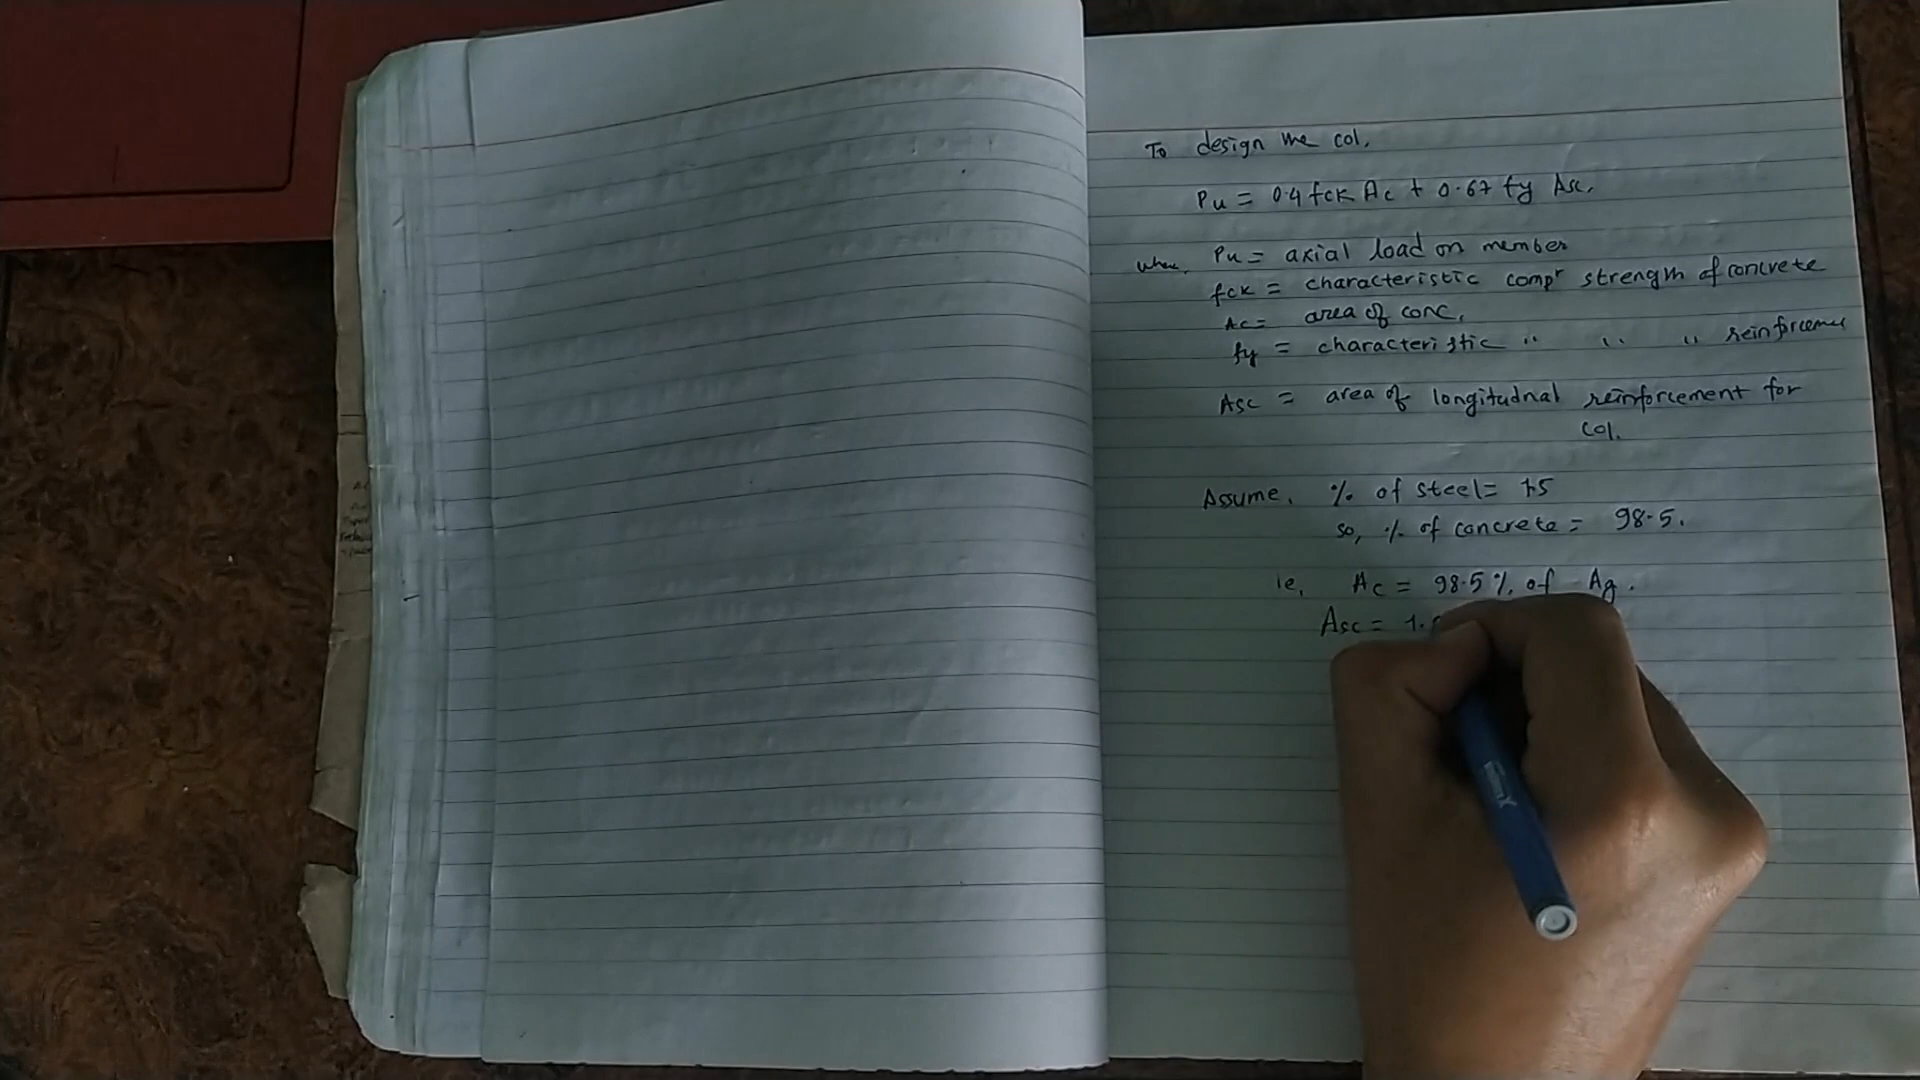 To design the col.
Pu = 0.4 fck Ac + 0.67 fy Asc.
where, Pu = axial load on member
fck = characteristic compr strength of concrete
Ac = area of conc.
fy = characteristic " " " reinforceme
Asc = area of longitudnal reinforcement for
col.
Assume, % of steel = 1.5
so, % of concrete = 98.5.
ie, Ac = 98.5% of Ag.
Asc = 1.